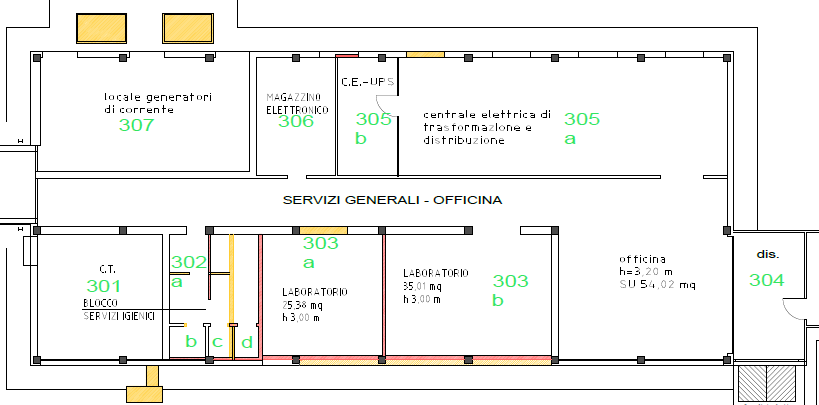 locale generatori
di corrente
307
MAGAZZINO
ELETTRONICO
306
C.E.-UPS
305
b
centrale elettrica di
trasformazione e
distribuzione
305
a
SERVIZI GENERALI - OFFICINA
C.T.
301
BLOCCO
SERVIZI IGIENICI
302
a
b
c
d
303
a
LABORATORIO
25,38 mq
h 3,00 m
LABORATORIO
35,01 mq
h 3,00 m
303
b
officina
h=3,20 m
SU 54,02 mq
dis.
304